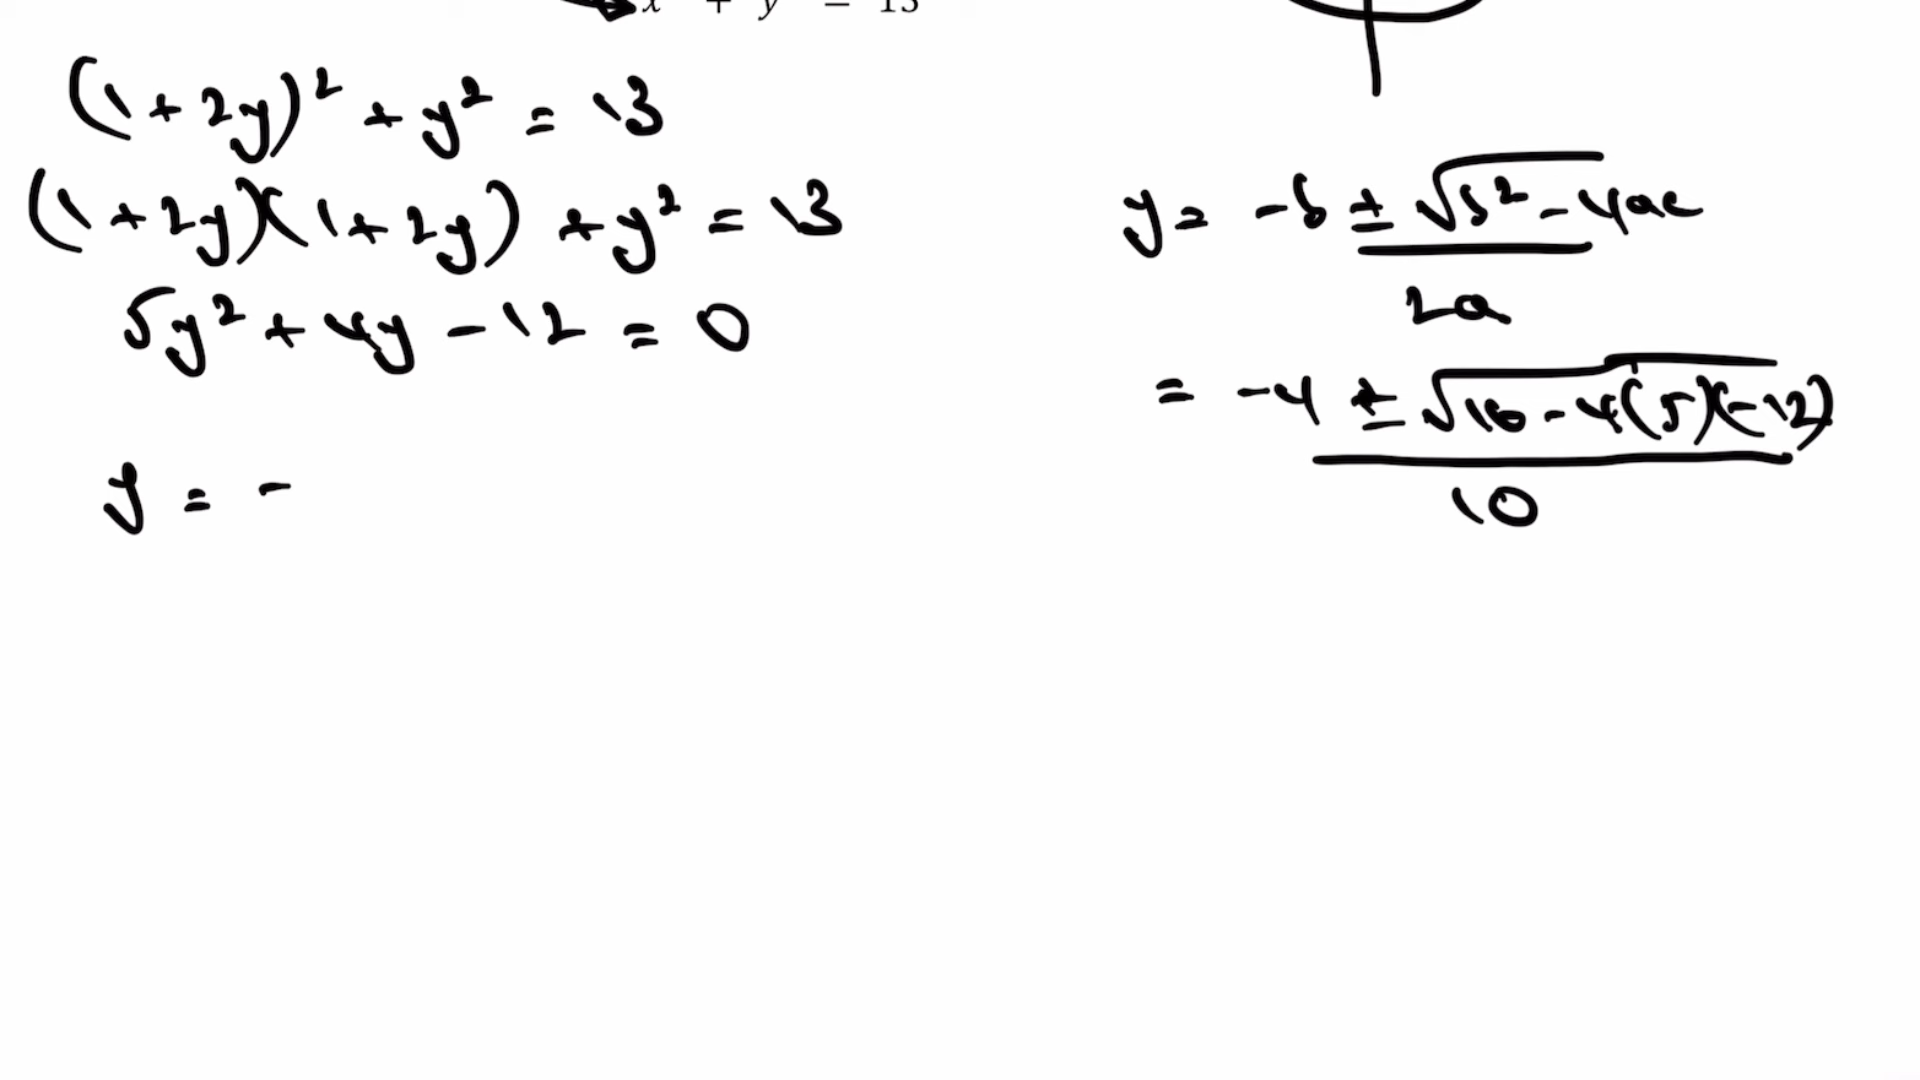 x + y = 13
(1+2y)² + y² = 13
(1+2y)(1+2y) + y² = 13
5y² + 4y - 12 = 0
y = -
y = -b ± √b² - 4ac
2a
= -4 ± √16 - 4(5)(-12)
10